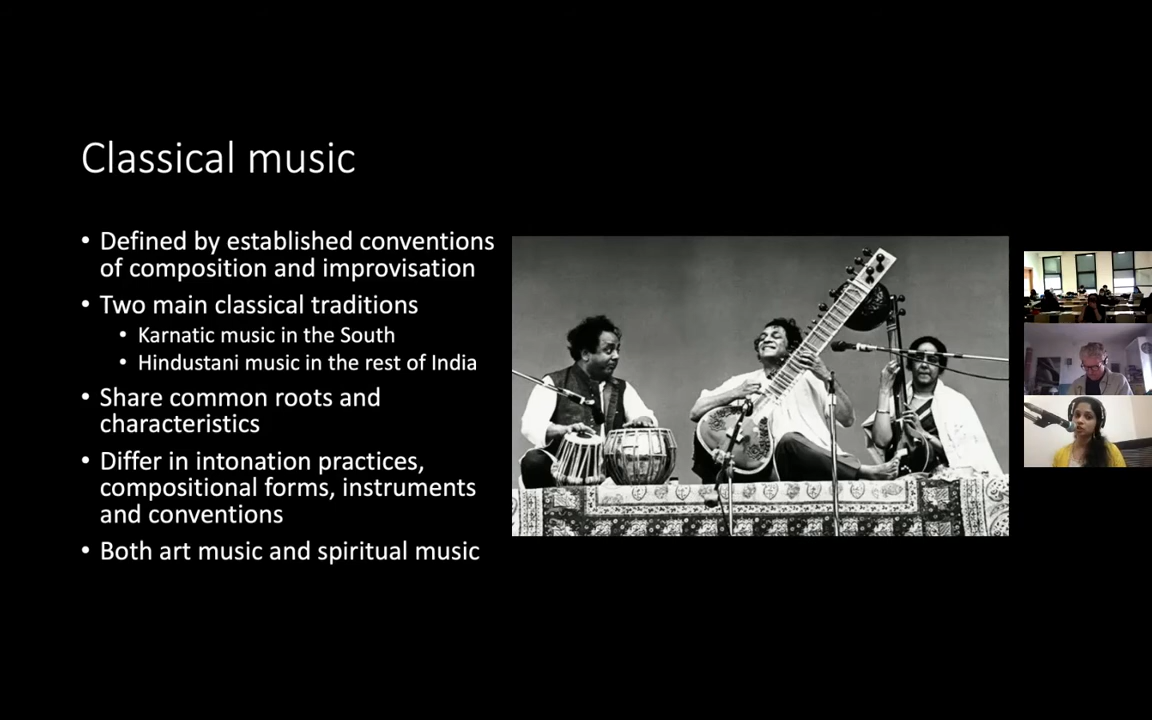 Classical music
• Defined by established conventions
of composition and improvisation
• Two main classical traditions
• Karnatic music in the South
• Hindustani music in the rest of India
• Share common roots and
characteristics
• Differ in intonation practices,
compositional forms, instruments
and conventions
• Both art music and spiritual music